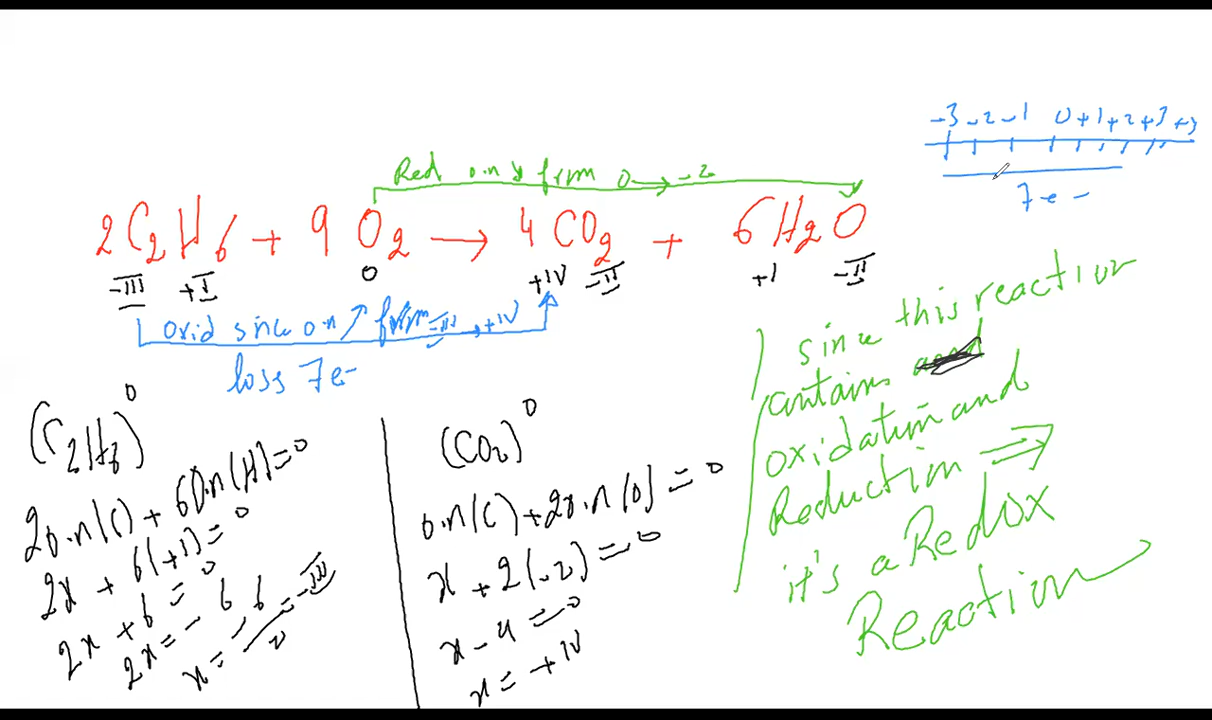 -3 -2 -1 0 +1 +2 +3 +3
7e-
Red o.n ↘ from 0 → -2
2C2H6 + 9O2 → 4CO2 + 6H2O
-III +I 0 +IV -II +I -II
oxid since o.n ↗ from -III → +IV
loss 7e-
(C2H6)⁰
2o.n(C) + 6O.n(H) = 0
2x + 6(+1) = 0
2x + 6 = 0
2x = - 6
x = -6/2 = -III
(CO2)⁰
o.n(C) + 2o.n(O) = 0
x + 2(-2) = 0
x - 4 = 0
x = +IV
since this reaction
contains
oxidation and
Reduction ⇒
it's a Redox
Reaction